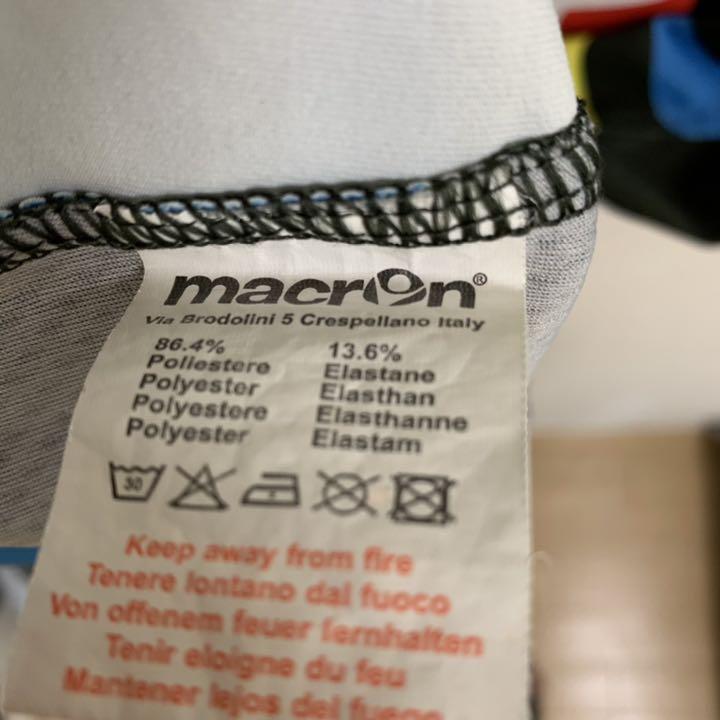 macron®
Via Brodolini 5 Crespellano Italy
86.4% 13.6%
Poliestere Elastane
Polyester Elasthan
Polyestere Elasthanne
Polyester Elastam
30
Keep away from fire
Tenere lontano dal fuoco
Von offenem feuer fernhalten
Tenir eloigne du feu
Mantener lejos del fuego